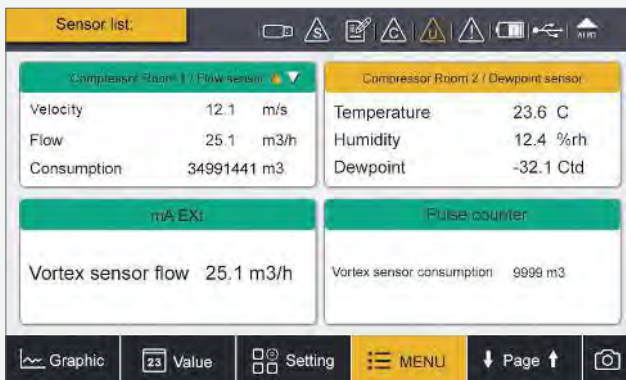 Sensor list:
S C U ! 
Compressor Room 1 / Flow sensor
Velocity 12.1 m/s
Flow 25.1 m3/h
Consumption 34991441 m3
Compressor Room 2 / Dewpoint sensor
Temperature 23.6 C
Humidity 12.4 %rh
Dewpoint -32.1 Ctd
mA EXt
Vortex sensor flow 25.1 m3/h
Pulse counter
Vortex sensor consumption 9999 m3
Graphic 23 Value Setting MENU Page